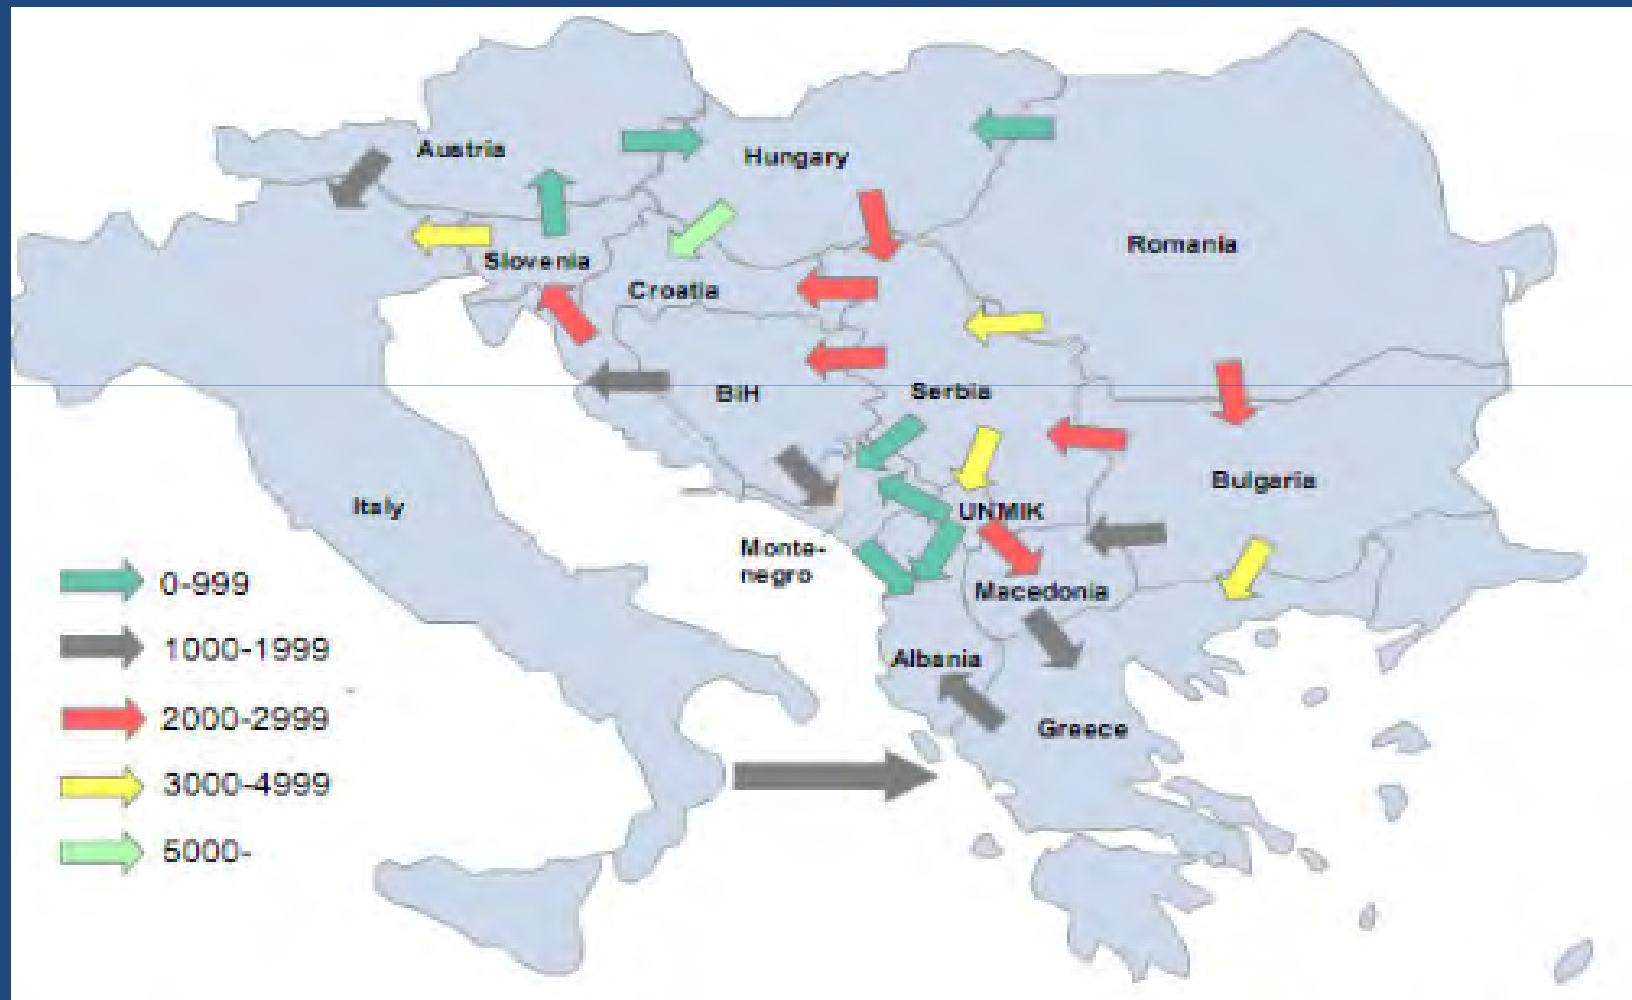 Austria
Hungary
Romania
Slovenia
Croatia
BiH
Serbia
Bulgaria
Italy
UNMIK
Monte-
negro
Macedonia
Albania
Greece
0-999
1000-1999
2000-2999
3000-4999
5000-